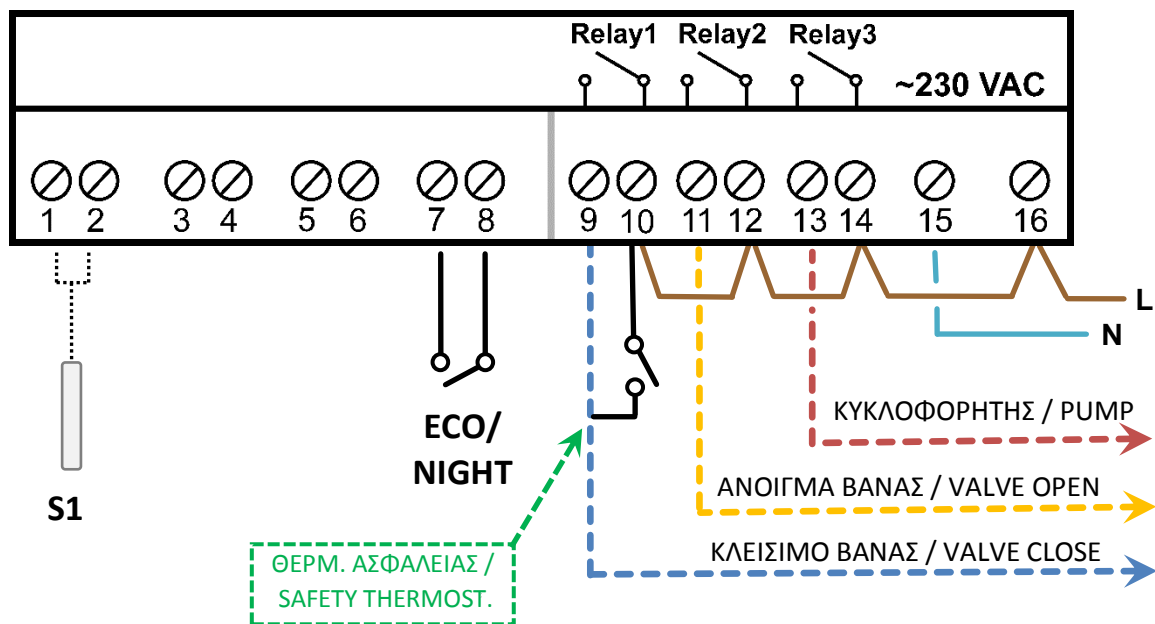 Relay1 Relay2 Relay3
~230 VAC
1 2 3 4 5 6 7 8 9 10 11 12 13 14 15 16
L
N
ΚΥΚΛΟΦΟΡΗΤΗΣ / PUMP
ECO/
NIGHT
ΑΝΟΙΓΜΑ ΒΑΝΑΣ / VALVE OPEN
S1
ΚΛΕΙΣΙΜΟ ΒΑΝΑΣ / VALVE CLOSE
ΘΕΡΜ. ΑΣΦΑΛΕΙΑΣ /
SAFETY THERMOST.